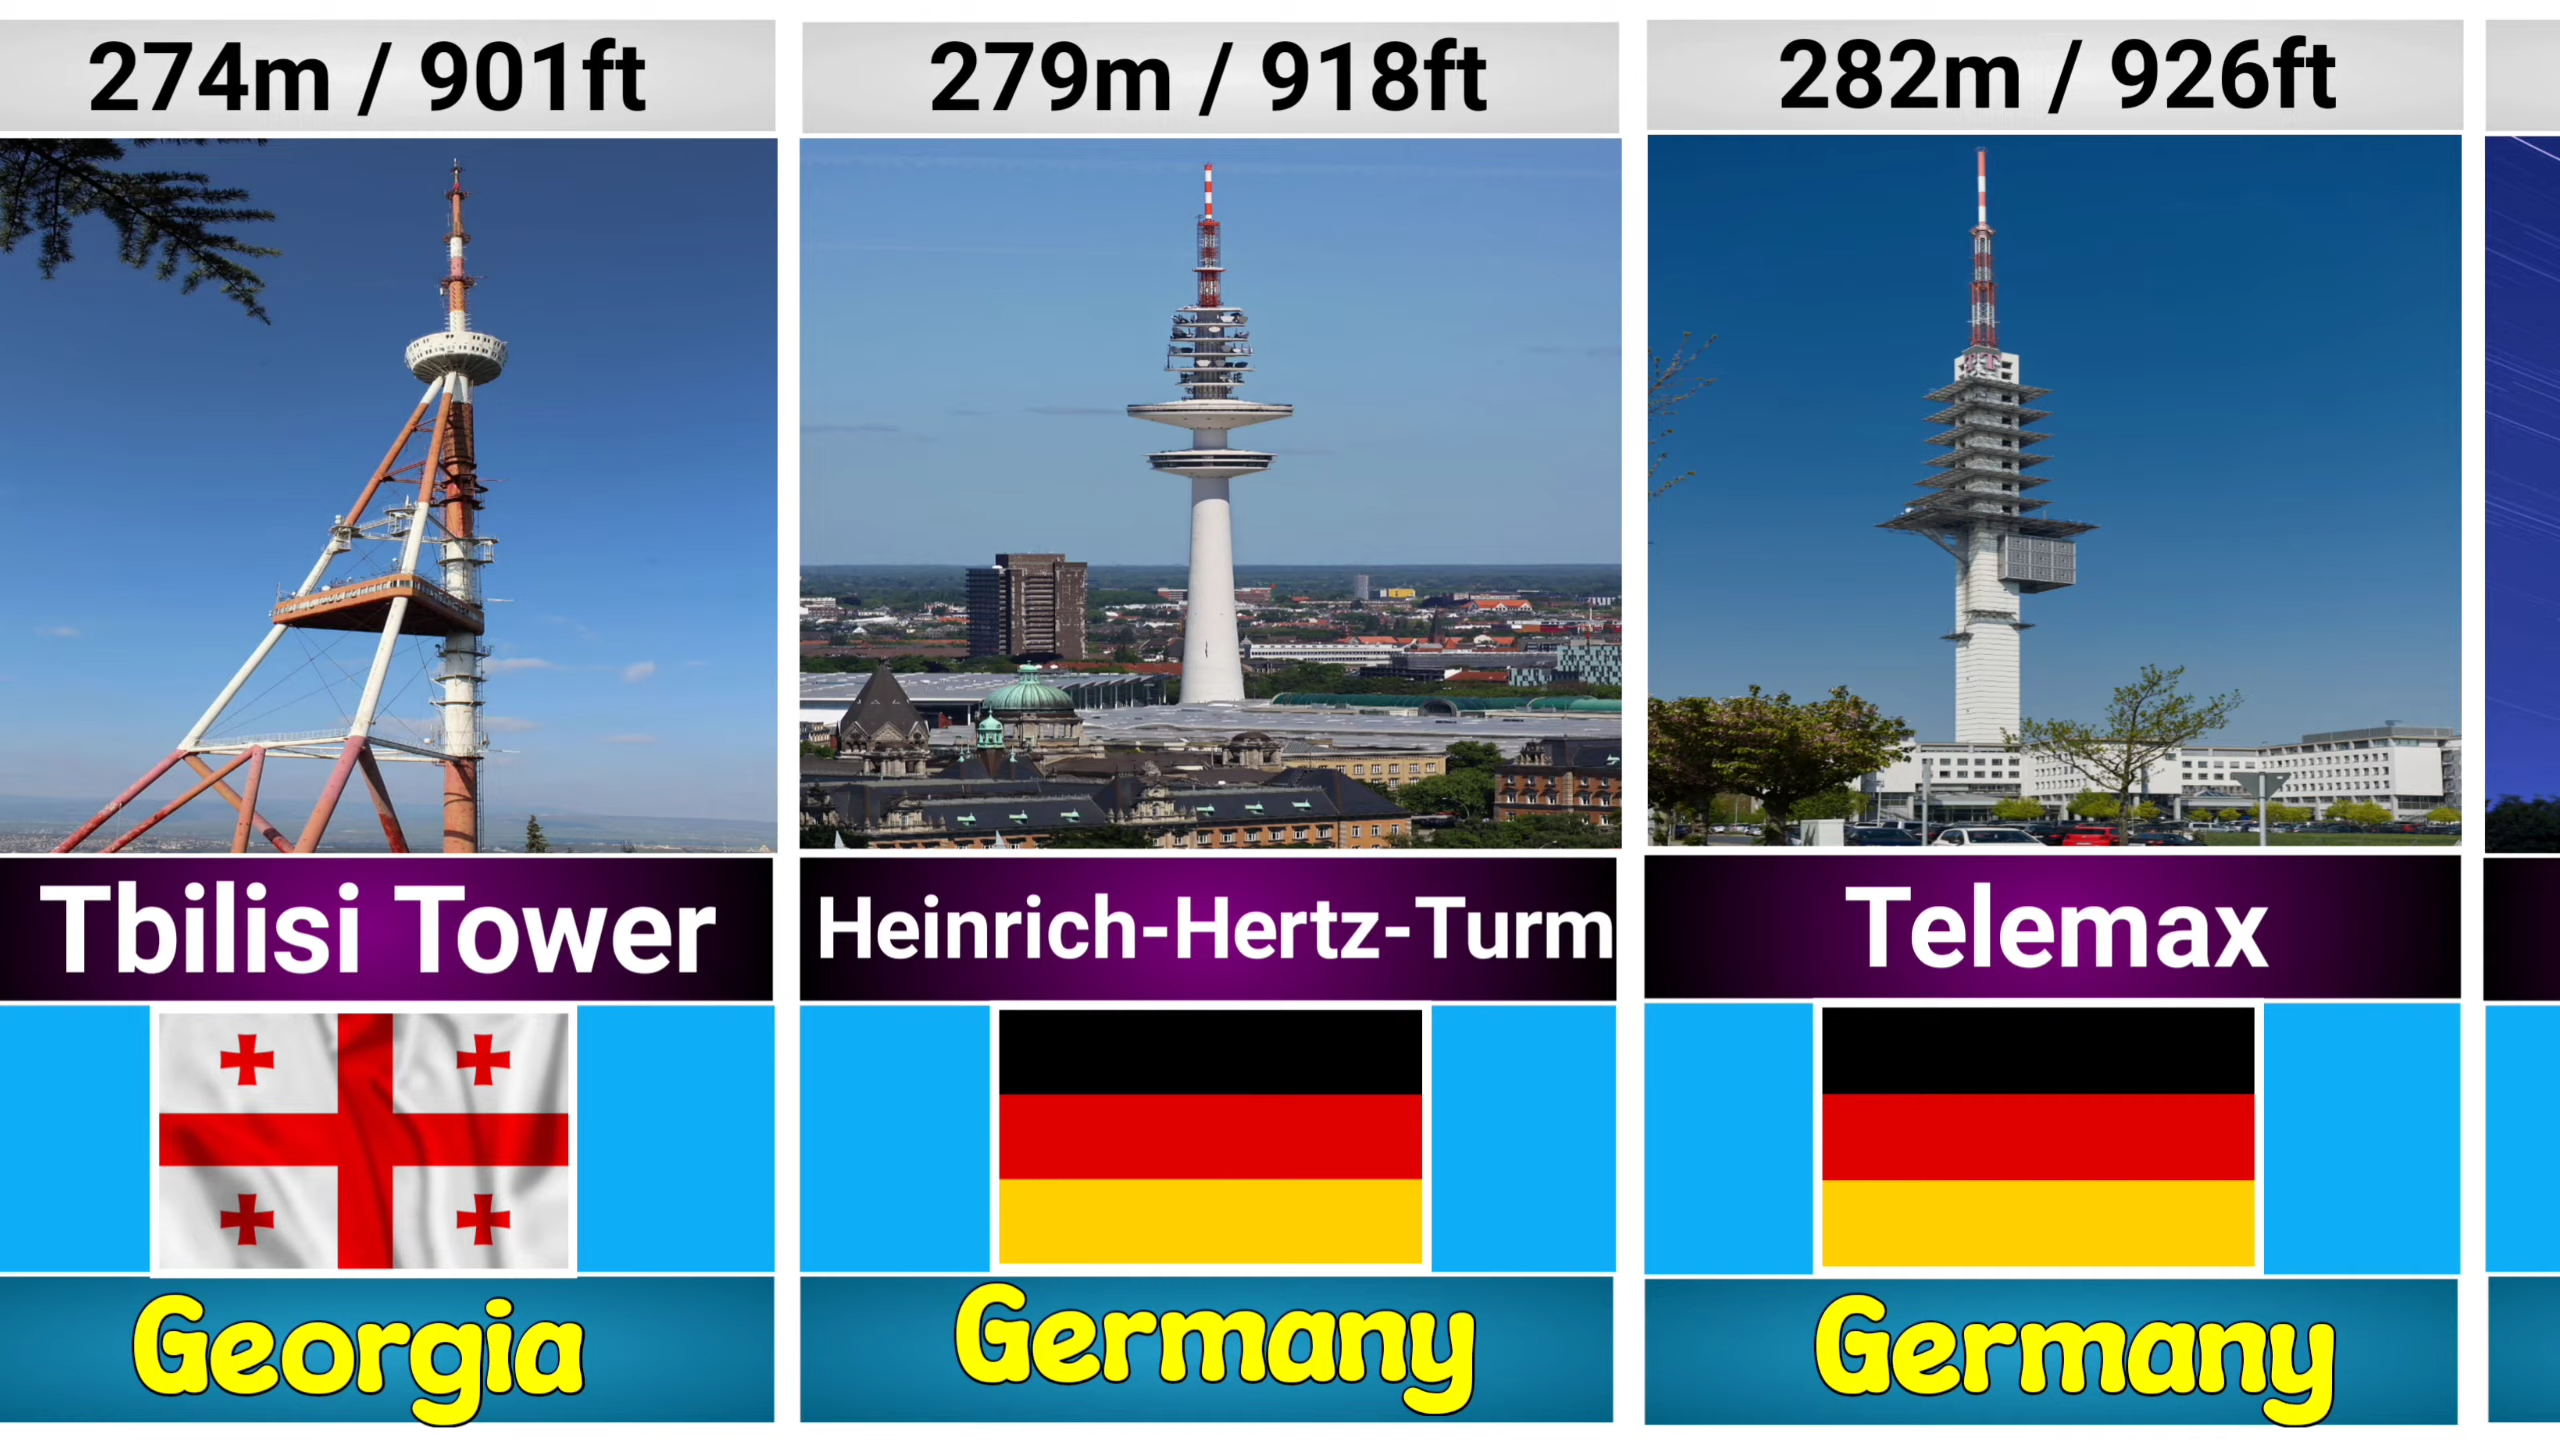 274m / 901ft
279m / 918ft
282m / 926ft
Tbilisi Tower
Heinrich-Hertz-Turm
Telemax
Georgia
Germany
Germany